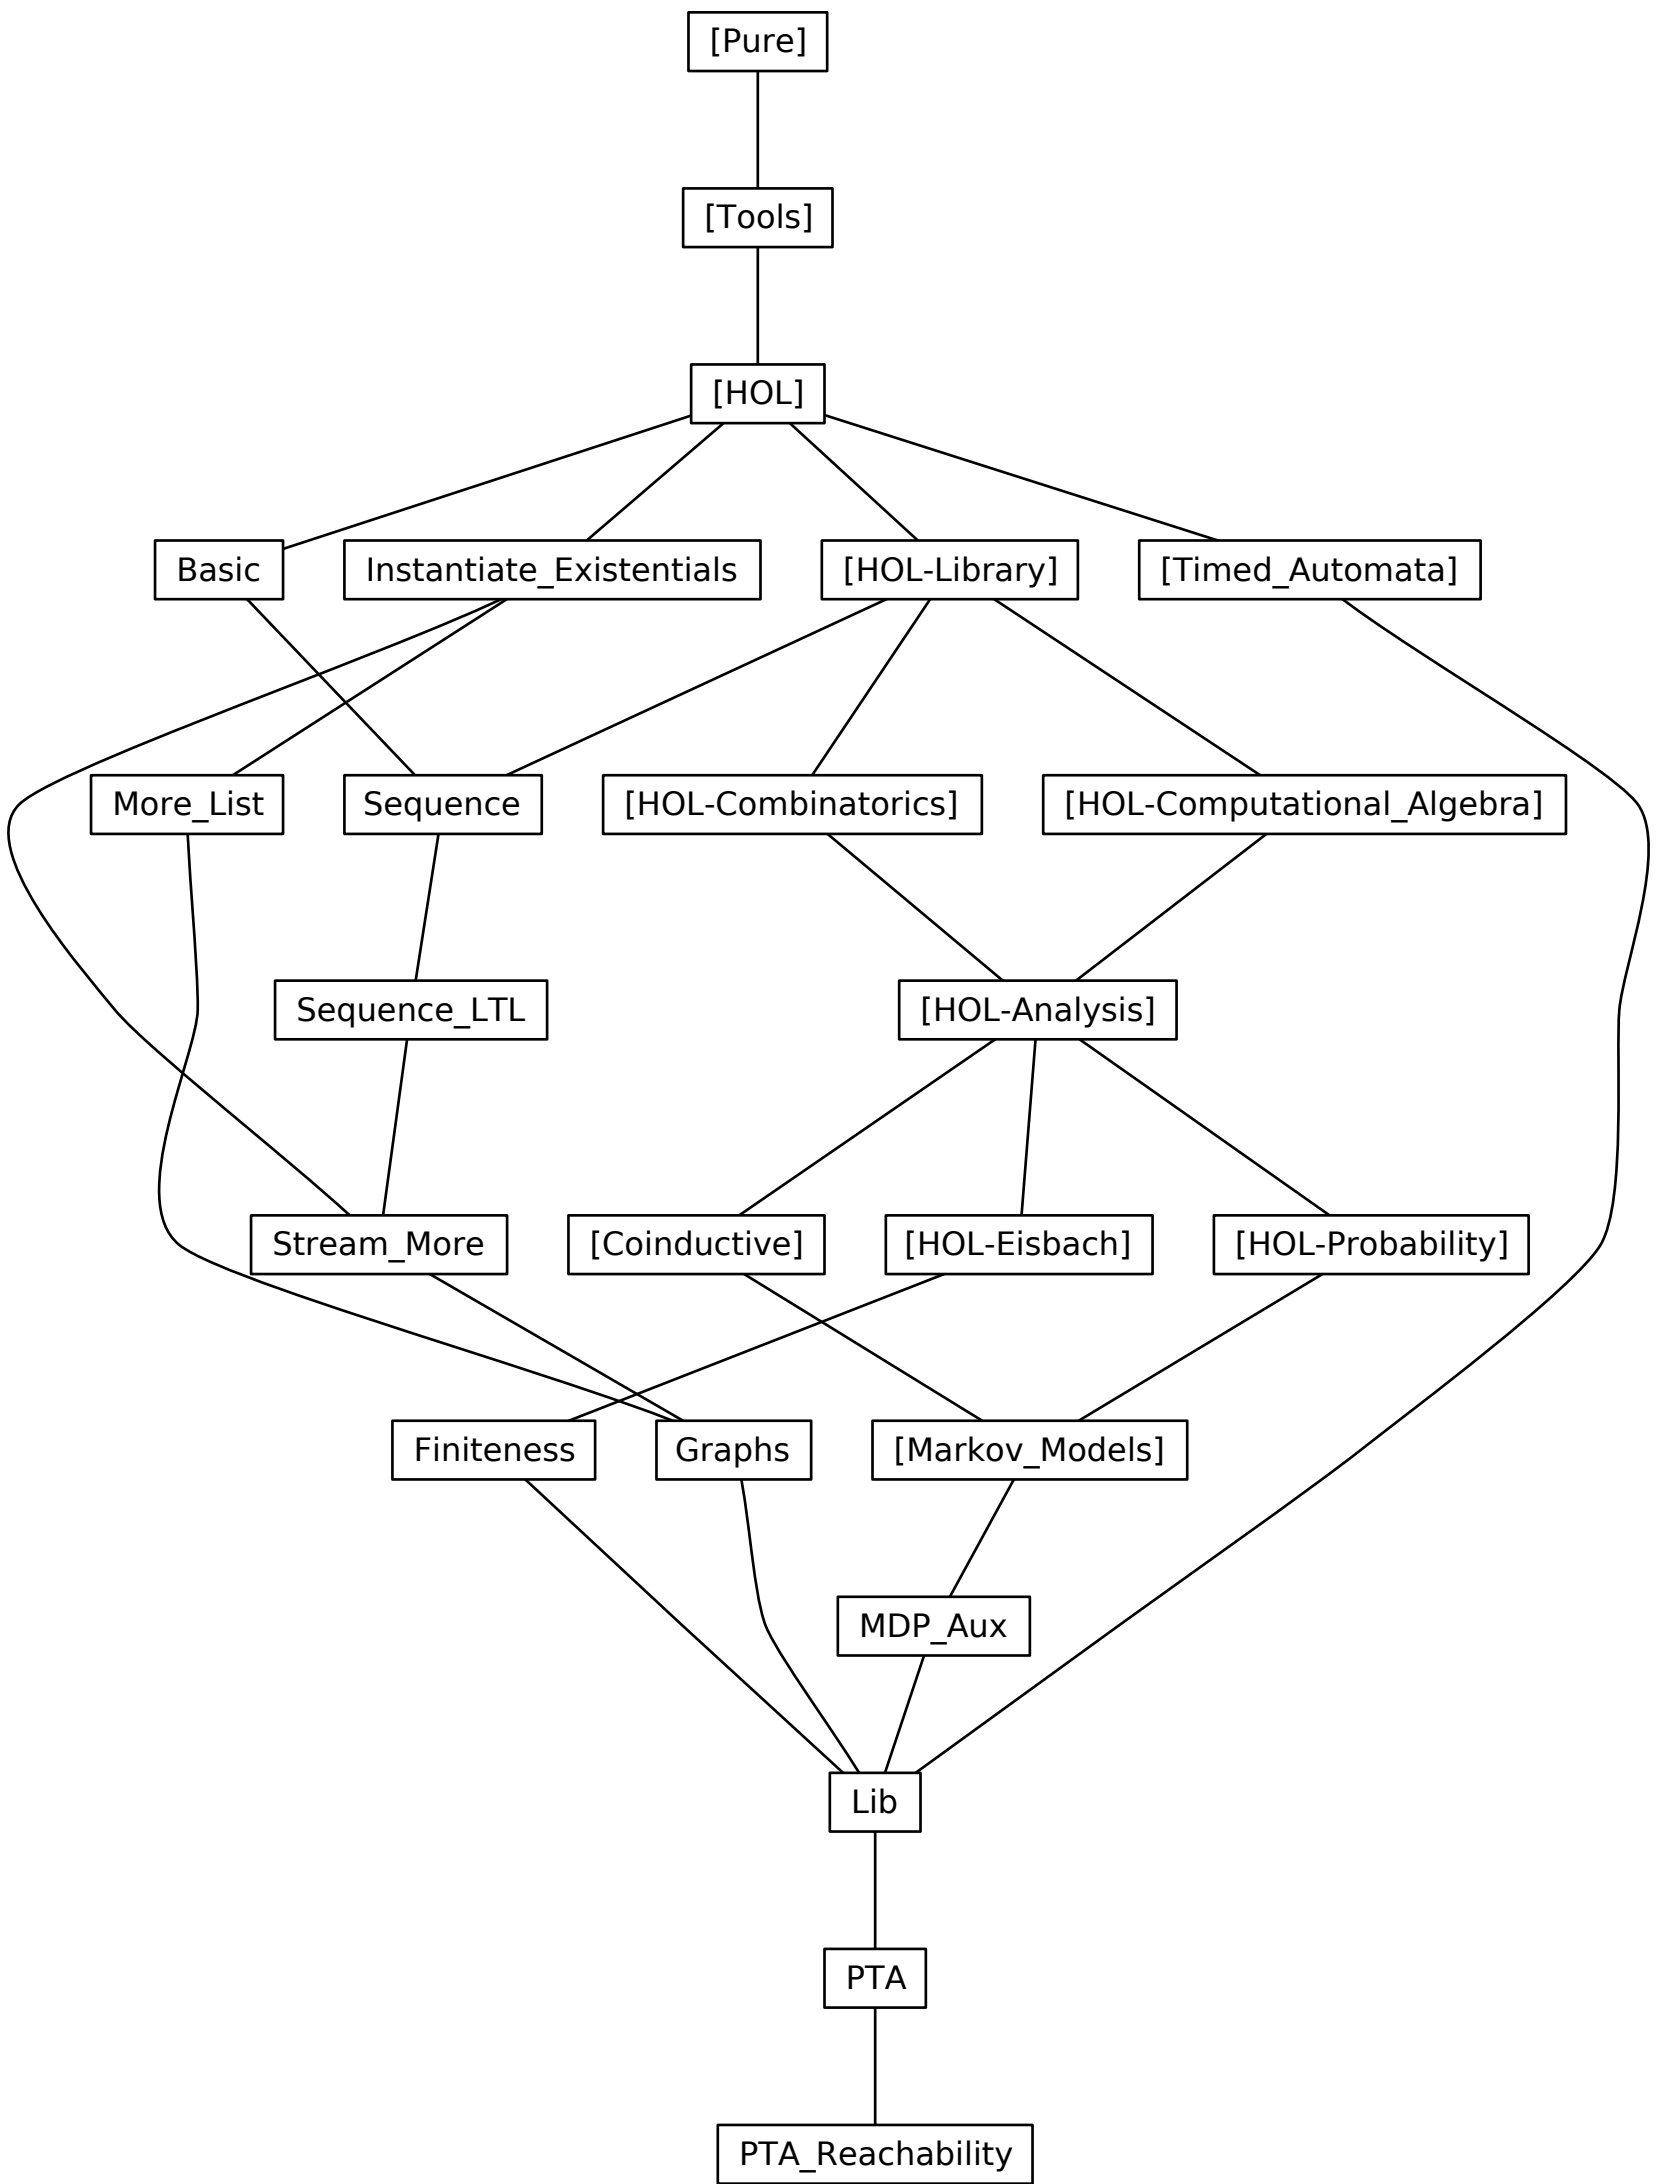 [Pure]
[Tools]
[HOL]
Basic
Instantiate_Existentials
[HOL-Library]
[Timed_Automata]
More_List
Sequence
[HOL-Combinatorics]
[HOL-Computational_Algebra]
Sequence_LTL
[HOL-Analysis]
Stream_More
[Coinductive]
[HOL-Eisbach]
[HOL-Probability]
Finiteness
Graphs
[Markov_Models]
MDP_Aux
Lib
PTA
PTA_Reachability